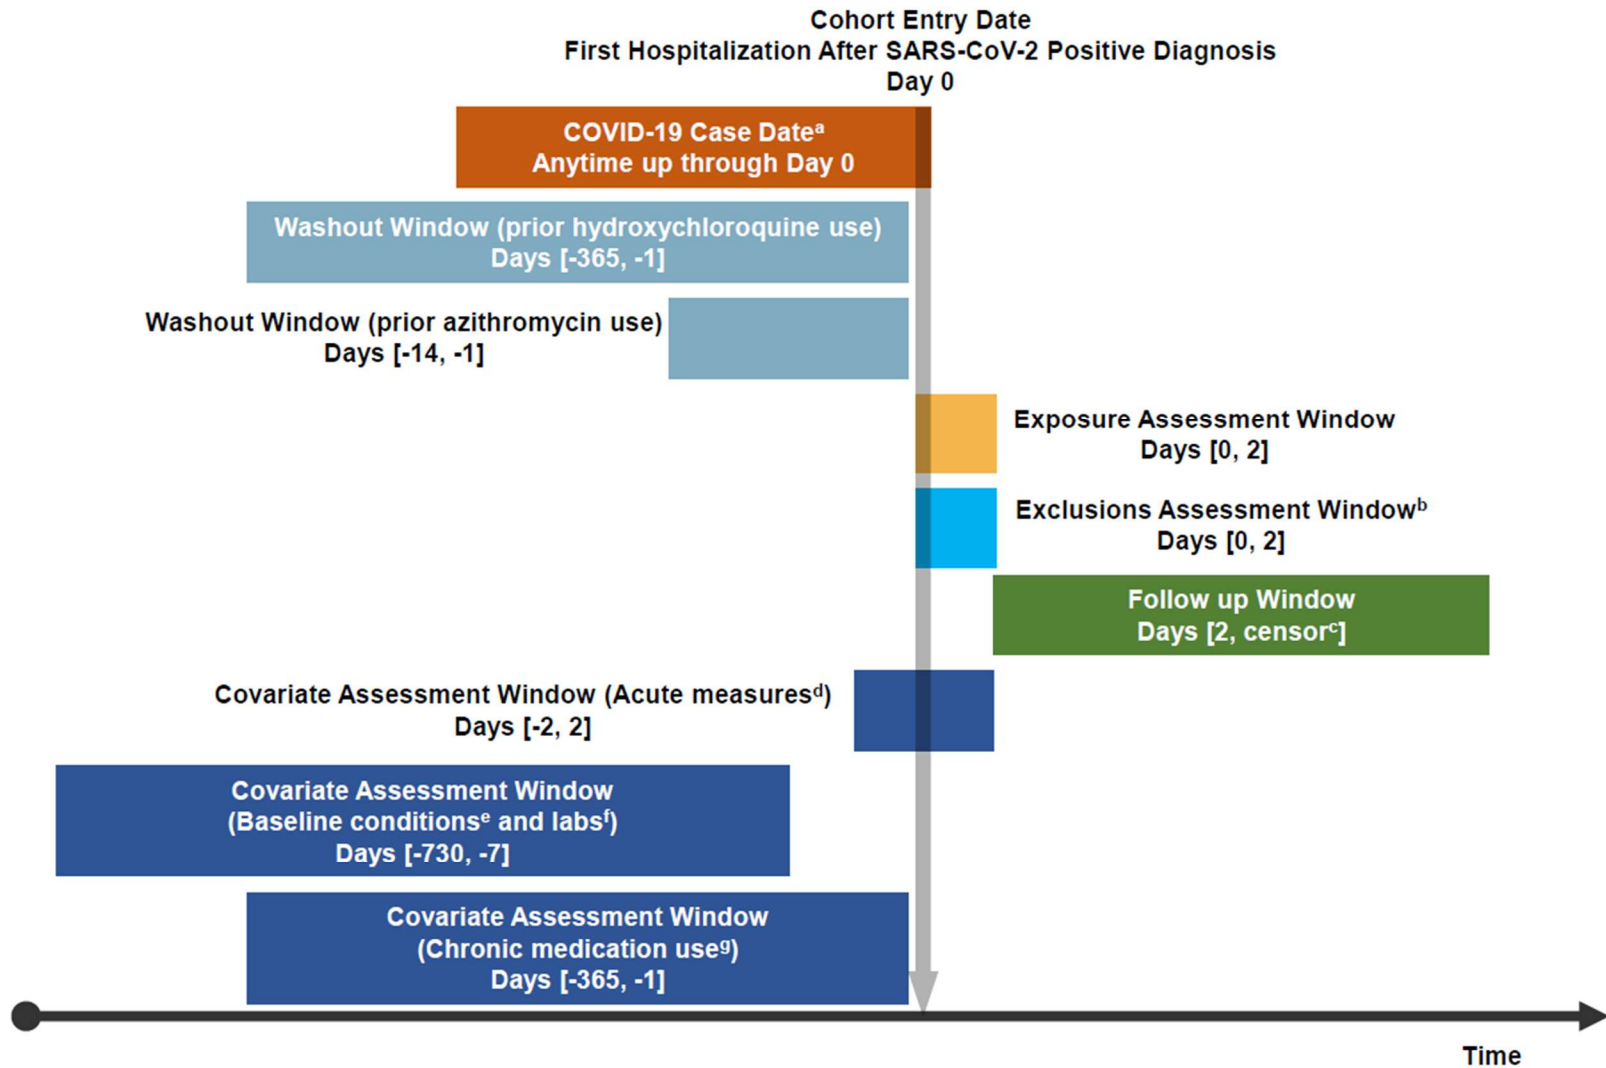 Cohort Entry Date
First Hospitalization After SARS-CoV-2 Positive Diagnosis
Day 0
COVID-19 Case Dateᵃ
Anytime up through Day 0
Washout Window (prior hydroxychloroquine use)
Days [-365, -1]
Washout Window (prior azithromycin use)
Days [-14, -1]
Exposure Assessment Window
Days [0, 2]
Exclusions Assessment Windowᵇ
Days [0, 2]
Follow up Window
Days [2, censorᶜ]
Covariate Assessment Window (Acute measuresᵈ)
Days [-2, 2]
Covariate Assessment Window
(Baseline conditionsᵉ and labsᶠ)
Days [-730, -7]
Covariate Assessment Window
(Chronic medication useᵍ)
Days [-365, -1]
Time